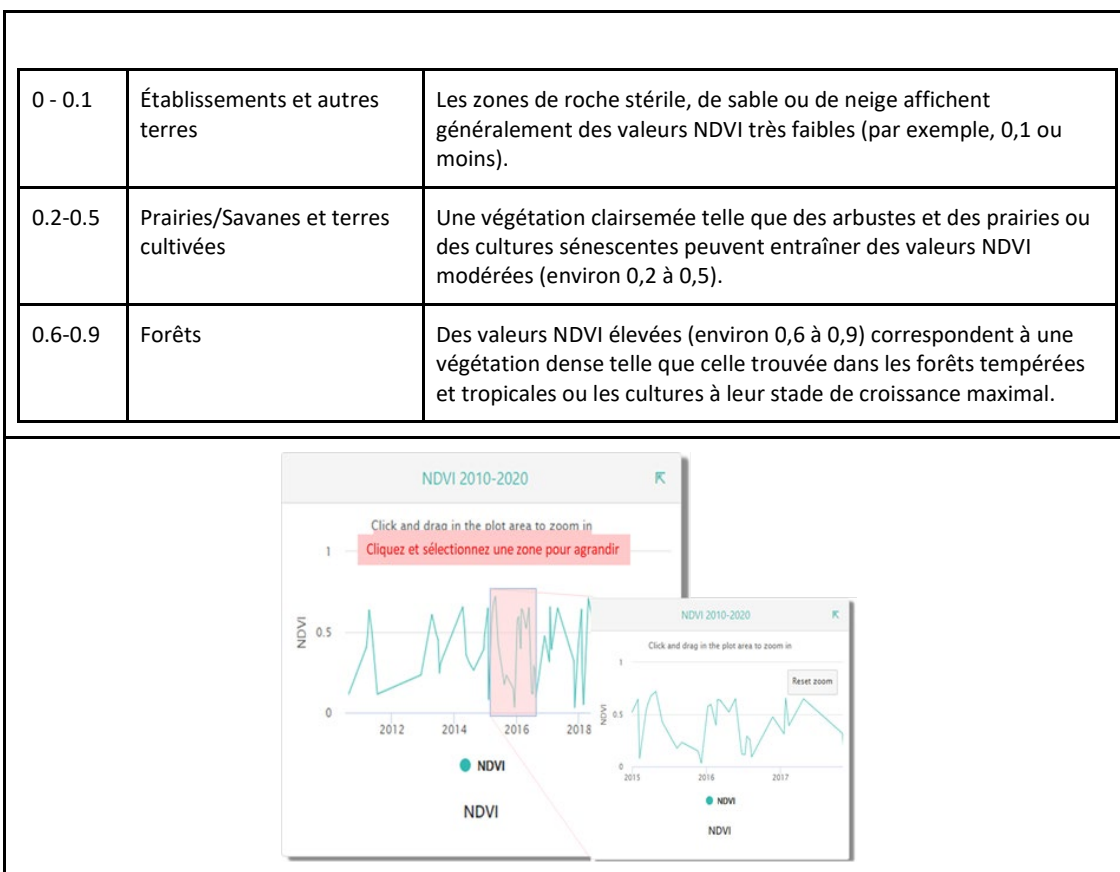 0 - 0.1
Établissements et autres
terres
Les zones de roche stérile, de sable ou de neige affichent
généralement des valeurs NDVI très faibles (par exemple, 0,1 ou
moins).
0.2-0.5
Prairies/Savanes et terres
cultivées
Une végétation clairsemée telle que des arbustes et des prairies ou
des cultures sénescentes peuvent entraîner des valeurs NDVI
modérées (environ 0,2 à 0,5).
0.6-0.9
Forêts
Des valeurs NDVI élevées (environ 0,6 à 0,9) correspondent à une
végétation dense telle que celle trouvée dans les forêts tempérées
et tropicales ou les cultures à leur stade de croissance maximal.
NDVI 2010-2020
Click and drag in the plot area to zoom in
Cliquez et sélectionnez une zone pour agrandir
1
0.5
0
NDVI
2012 2014 2016 2018
NDVI
NDVI
NDVI 2010-2020
Click and drag in the plot area to zoom in
Reset zoom
1
0.5
0
NDVI
2015 2016 2017
NDVI
NDVI